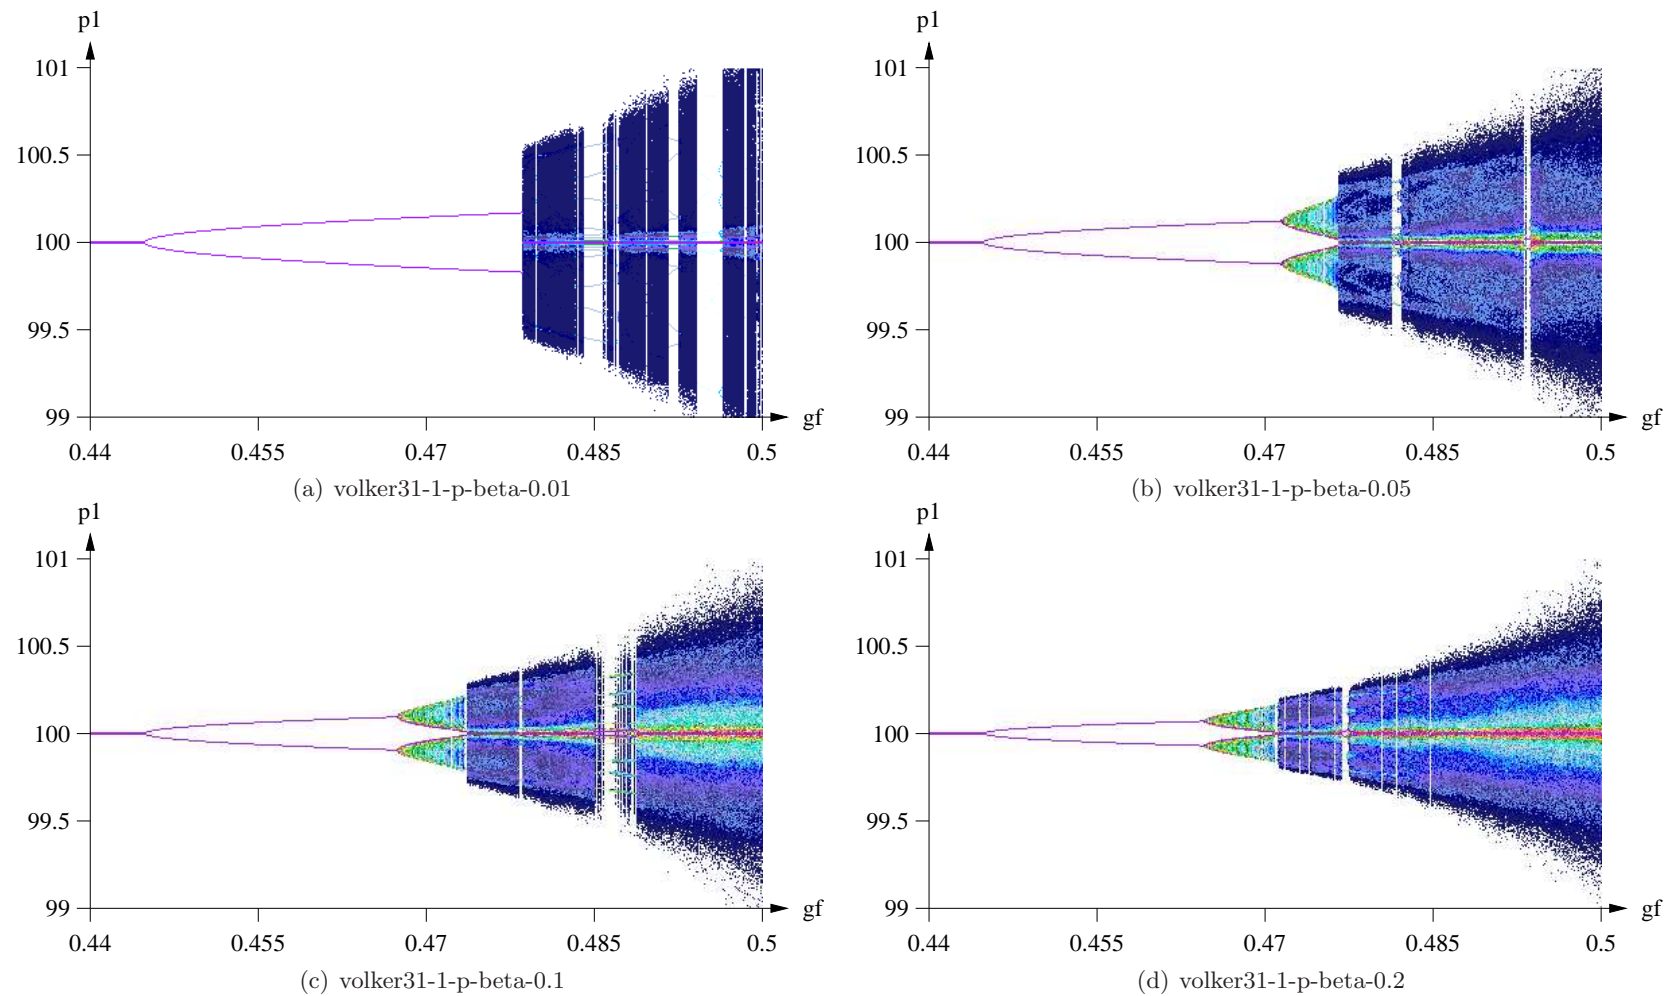 p1
101
100.5
100
99.5
99
0.44 0.455 0.47 0.485 0.5
gf
(a) volker31-1-p-beta-0.01
p1
101
100.5
100
99.5
99
0.44 0.455 0.47 0.485 0.5
gf
(b) volker31-1-p-beta-0.05
p1
101
100.5
100
99.5
99
0.44 0.455 0.47 0.485 0.5
gf
(c) volker31-1-p-beta-0.1
p1
101
100.5
100
99.5
99
0.44 0.455 0.47 0.485 0.5
gf
(d) volker31-1-p-beta-0.2